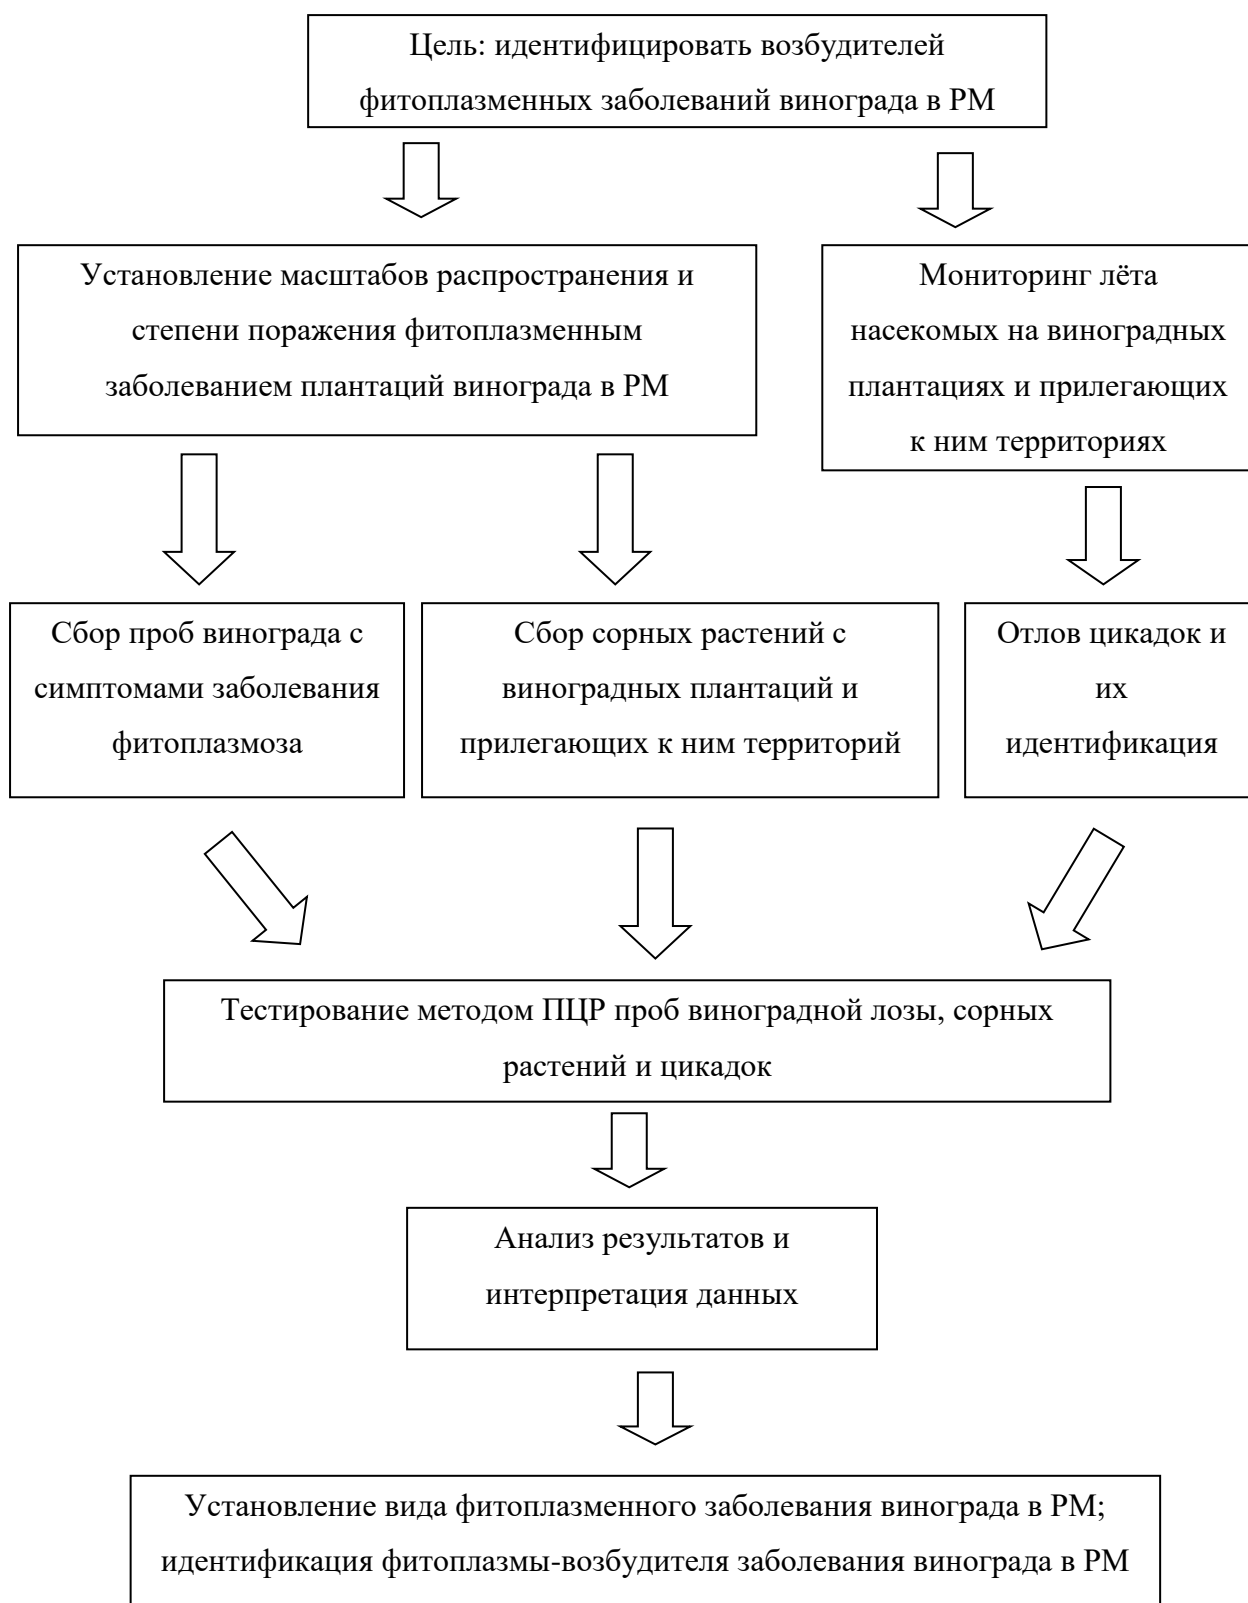 Цель: идентифицировать возбудителей
фитоплазменных заболеваний винограда в РМ
Установление масштабов распространения и
степени поражения фитоплазменным
заболеванием плантаций винограда в РМ
Мониторинг лёта
насекомых на виноградных
плантациях и прилегающих
к ним территориях
Сбор проб винограда с
симптомами заболевания
фитоплазмоза
Сбор сорных растений с
виноградных плантаций и
прилегающих к ним территорий
Отлов цикадок и
их
идентификация
Тестирование методом ПЦР проб виноградной лозы, сорных
растений и цикадок
Анализ результатов и
интерпретация данных
Установление вида фитоплазменного заболевания винограда в РМ;
идентификация фитоплазмы-возбудителя заболевания винограда в РМ